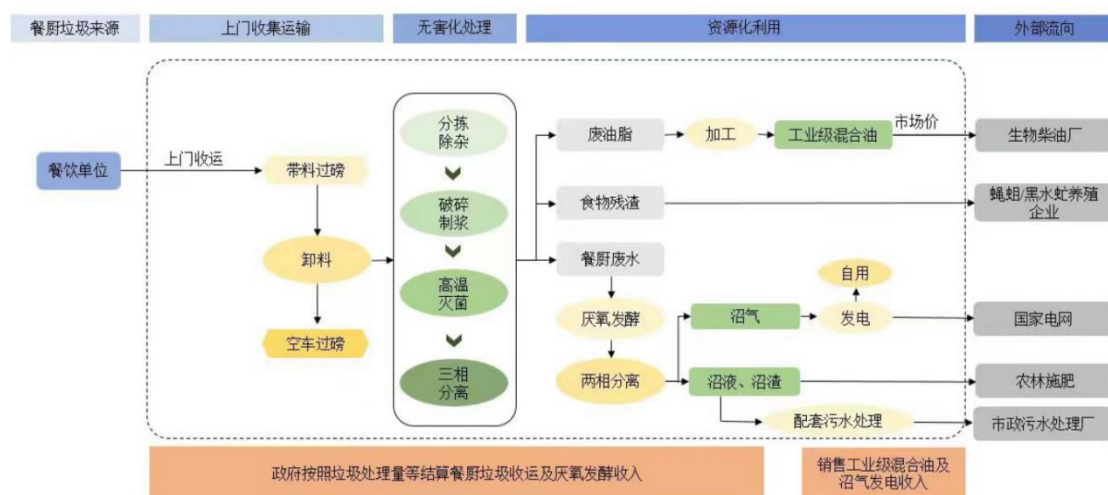 餐厨垃圾来源
上门收集运输
无害化处理
资源化利用
外部流向
餐饮单位
上门收运
带料过磅
卸料
空车过磅
分拣
除杂
破碎
制浆
高温
灭菌
三相
分离
废油脂
加工
工业级混合油
市场价
生物柴油厂
食物残渣
蝇蛆/黑水虻养殖
企业
餐厨废水
厌氧发酵
两相分离
沼气
发电
自用
国家电网
沼液、沼渣
农林施肥
配套污水处理
市政污水处理厂
政府按照垃圾处理量等结算餐厨垃圾收运及厌氧发酵收入
销售工业级混合油及
沼气发电收入